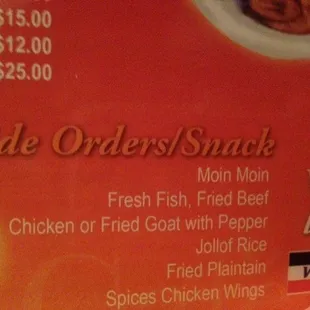 $15.00
$12.00
$25.00
de Orders/Snack
Moin Moin
Fresh Fish, Fried Beef
Chicken or Fried Goat with Pepper
Jollof Rice
Fried Plaintain
Spices Chicken Wings